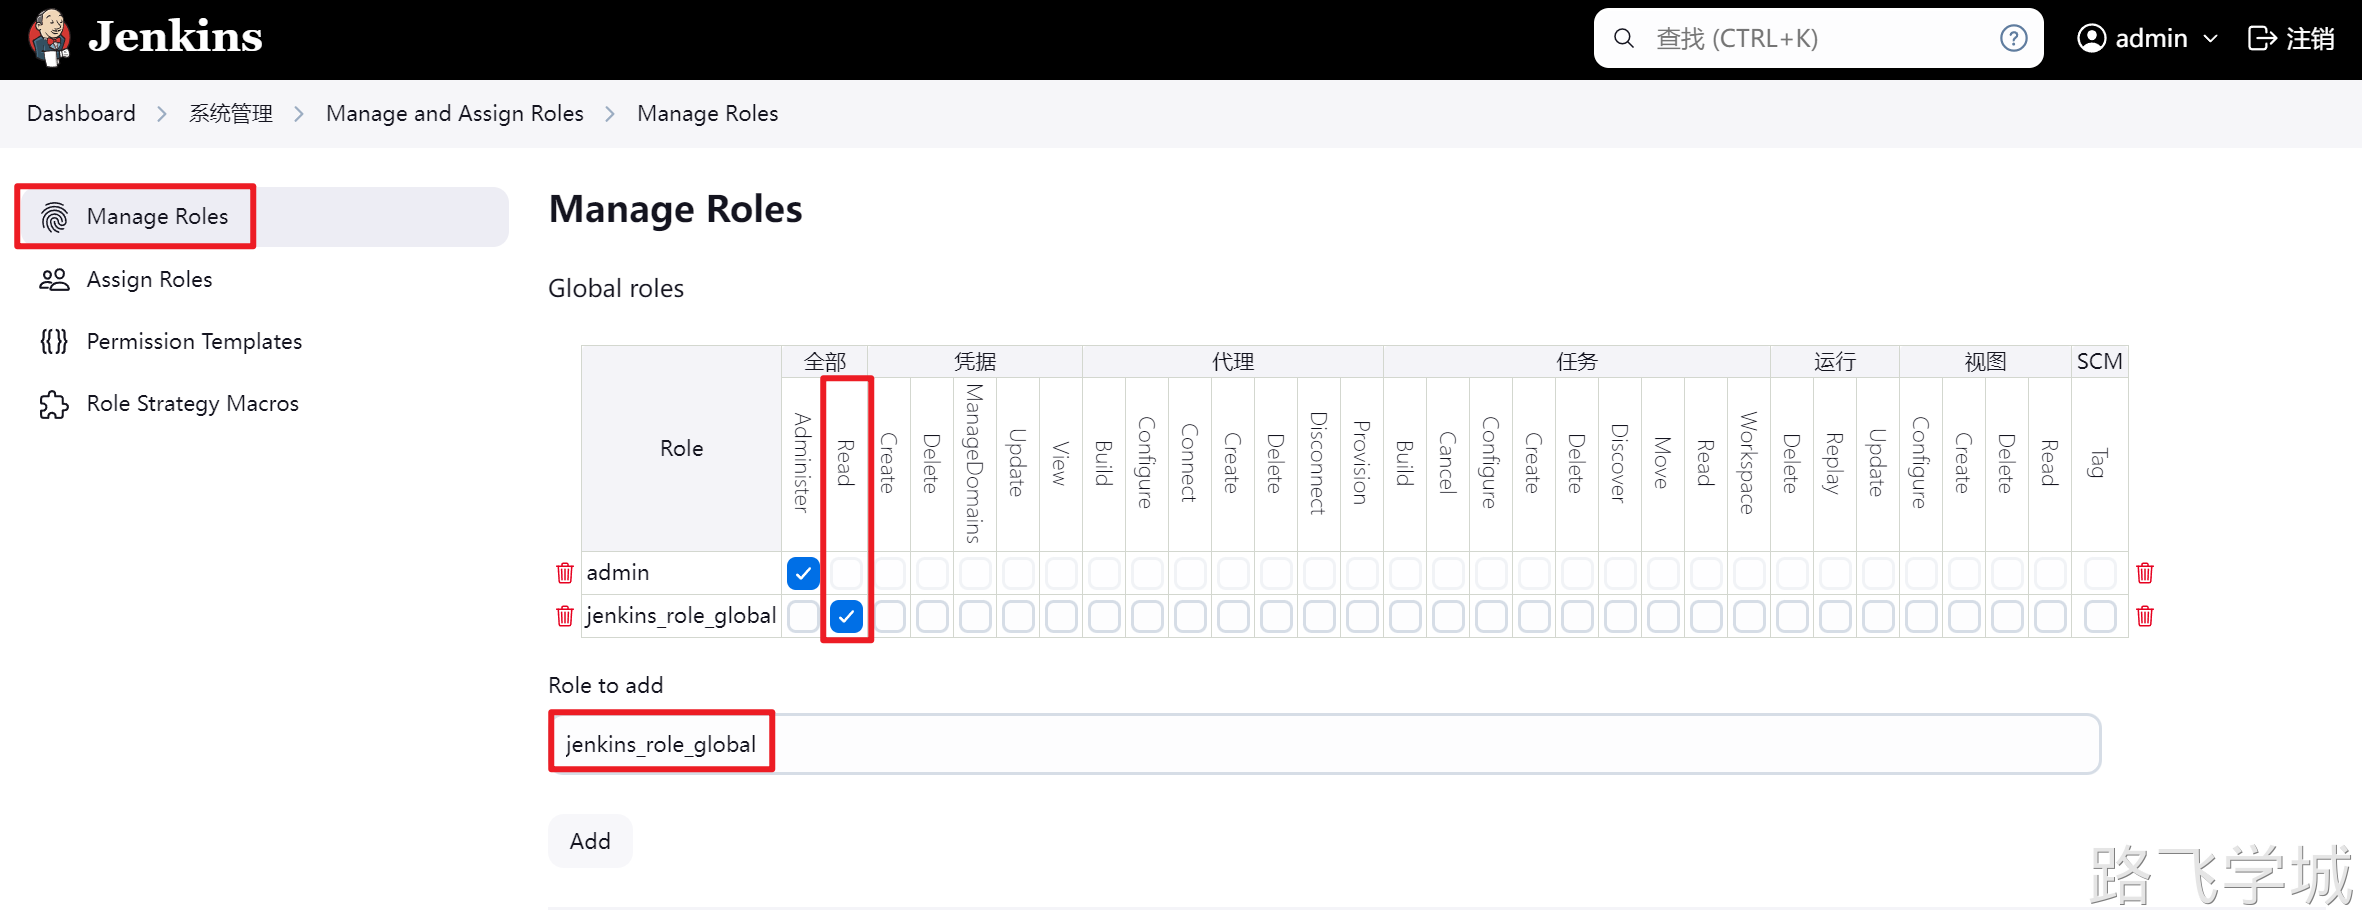 Jenkins
查找 (CTRL+K)
admin
注销
Dashboard
系统管理
Manage and Assign Roles
Manage Roles
Manage Roles
Assign Roles
Permission Templates
Role Strategy Macros
Manage Roles
Global roles
Role
全部 凭据 代理 任务 运行 视图 SCM
Administer Read Create Delete ManageDomains Update View Build Configure Connect Create Delete Disconnect Provision Build Cancel Configure Create Delete Discover Move Read Workspace Delete Replay Update Configure Create Delete Read Tag
admin
jenkins_role_global
Role to add
jenkins_role_global
Add
路飞学城